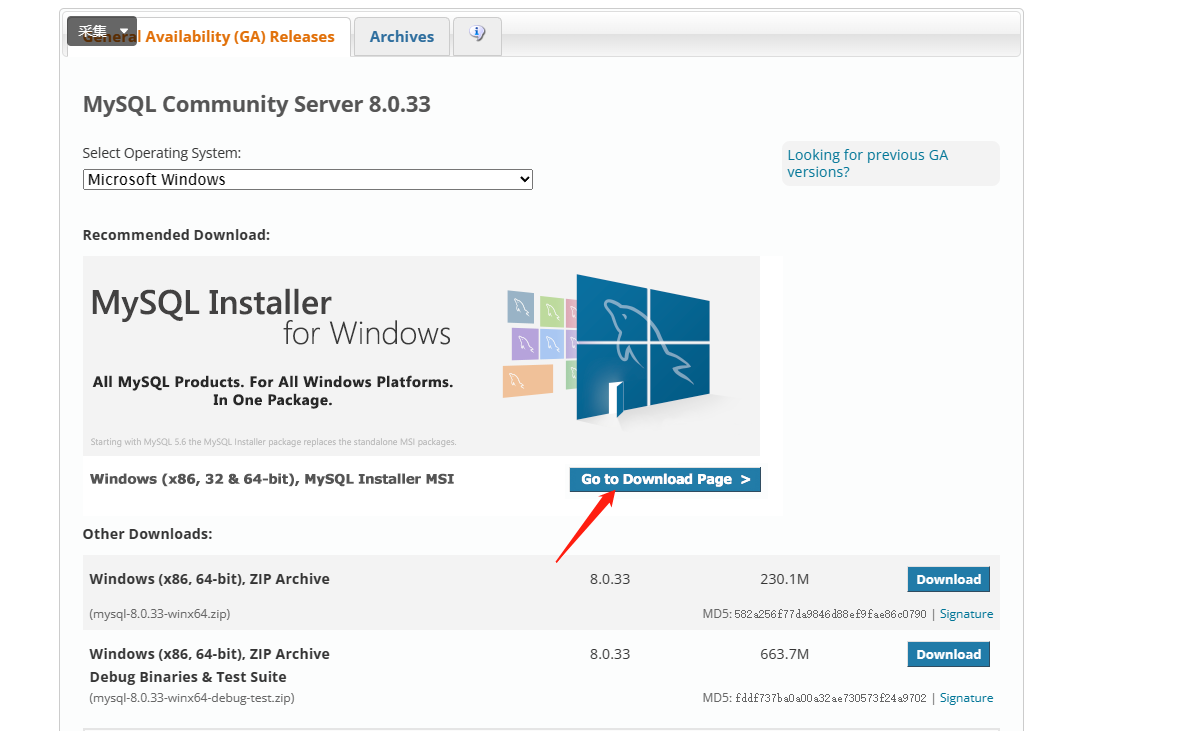 采集
General Availability (GA) Releases
Archives
MySQL Community Server 8.0.33
Select Operating System:
Microsoft Windows
Looking for previous GA
versions?
Recommended Download:
MySQL Installer
for Windows
All MySQL Products. For All Windows Platforms.
In One Package.
Starting with MySQL 5.6 the MySQL Installer package replaces the standalone MSI packages.
Windows (x86, 32 & 64-bit), MySQL Installer MSI
Go to Download Page >
Other Downloads:
Windows (x86, 64-bit), ZIP Archive 8.0.33 230.1M Download
(mysql-8.0.33-winx64.zip) MD5: 582a256f77da9846d88ef9fae86c0790 | Signature
Windows (x86, 64-bit), ZIP Archive 8.0.33 663.7M Download
Debug Binaries & Test Suite
(mysql-8.0.33-winx64-debug-test.zip) MD5: fddf737ba0a00a32ae730573f24a9702 | Signature